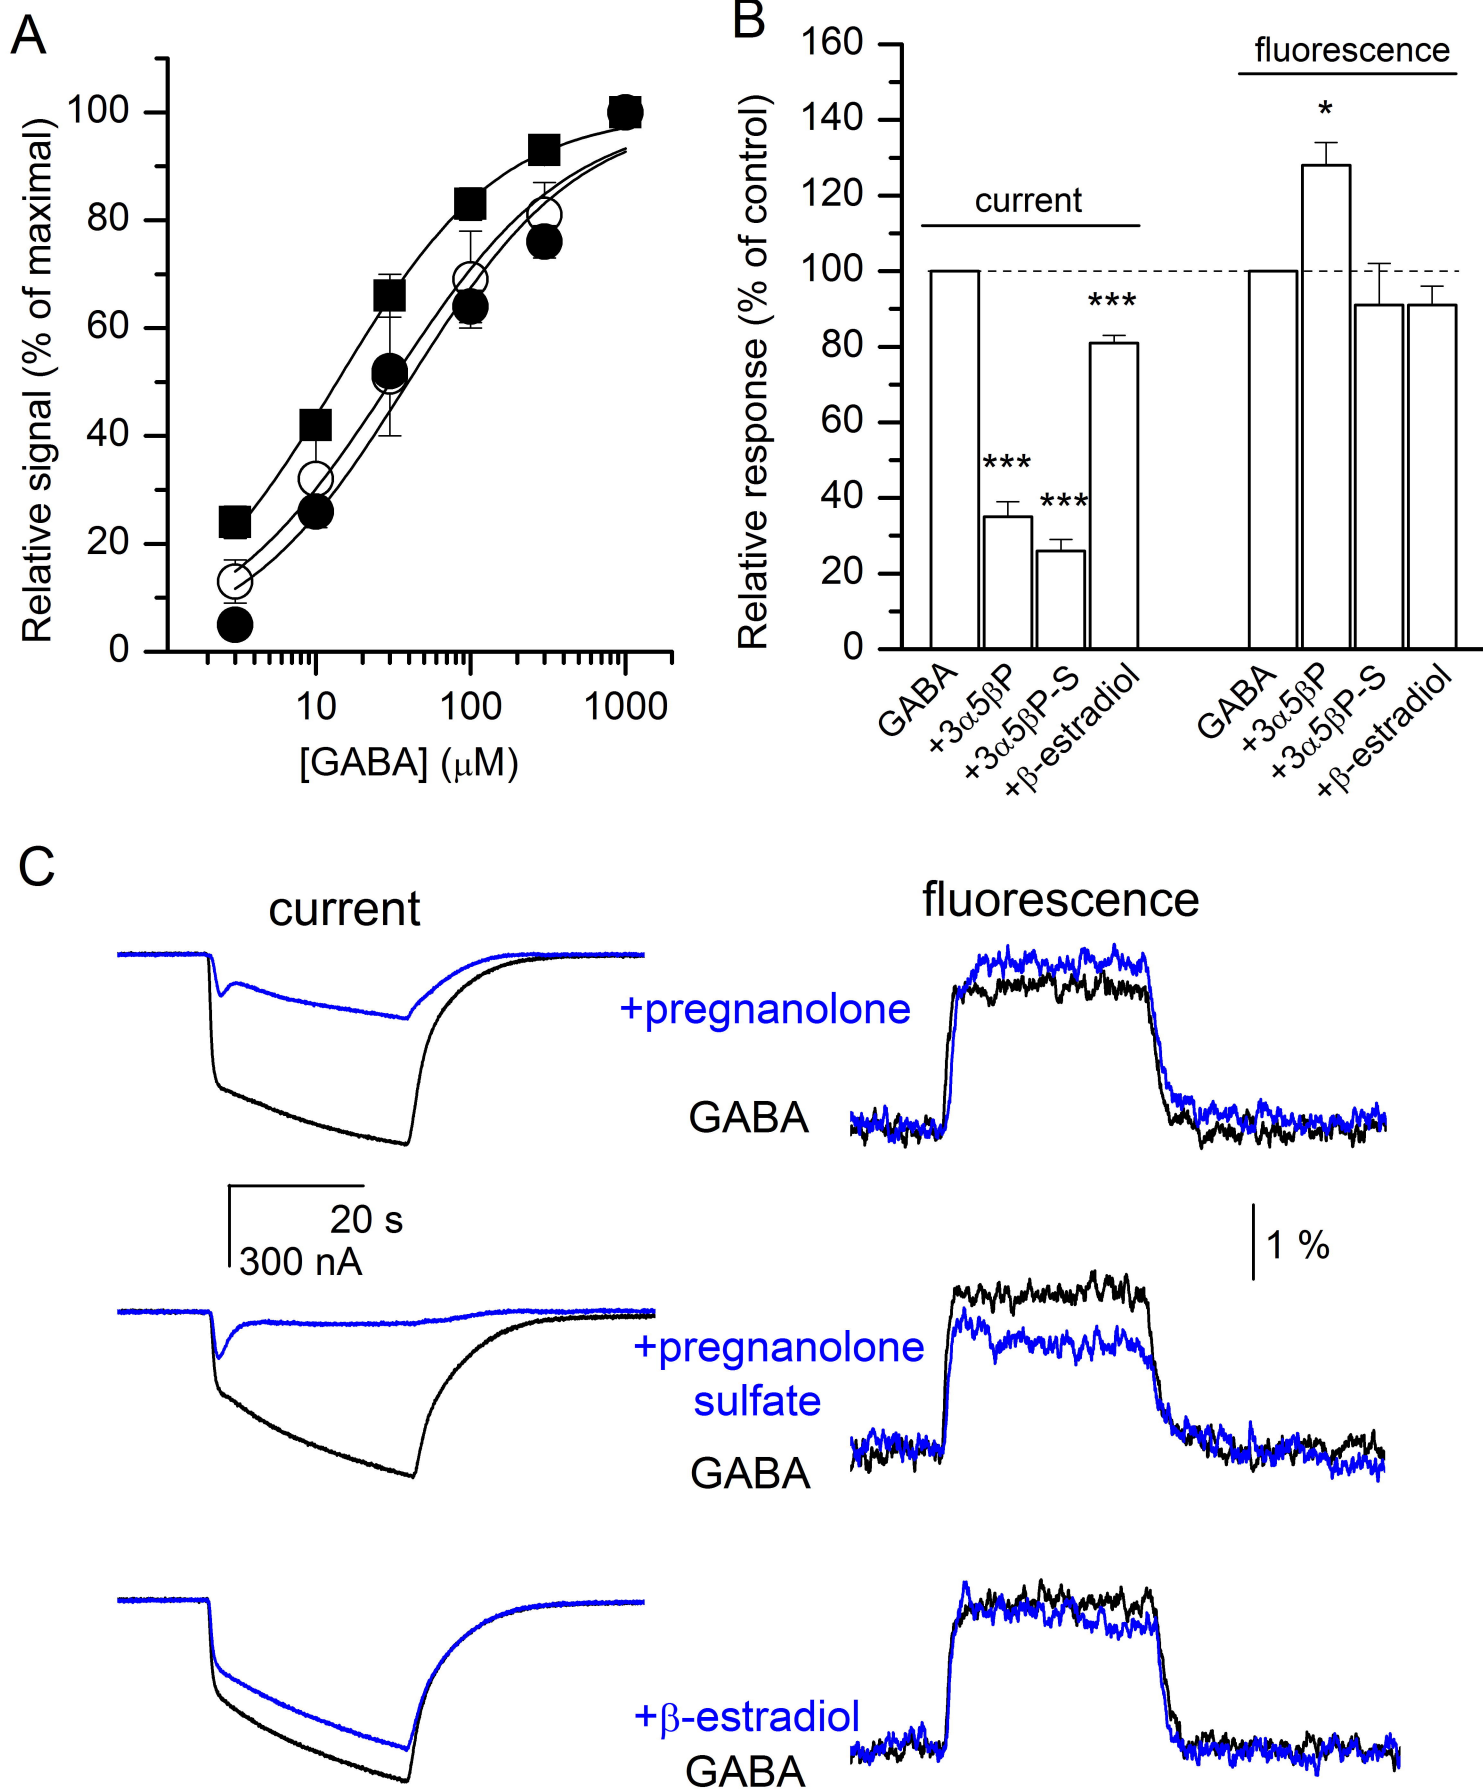 A
Relative signal (% of maximal)
100
80
60
40
20
0
10
100
1000
[GABA] (μM)
B
Relative response (% of control)
160
140
120
100
80
60
40
20
0
fluorescence
*
current
***
***
***
GABA
+3α5βP
+3α5βP-S
+β-estradiol
GABA
+3α5βP
+3α5βP-S
+β-estradiol
C
current
fluorescence
+pregnanolone
GABA
20 s
300 nA
1 %
+pregnanolone
sulfate
GABA
+β-estradiol
GABA